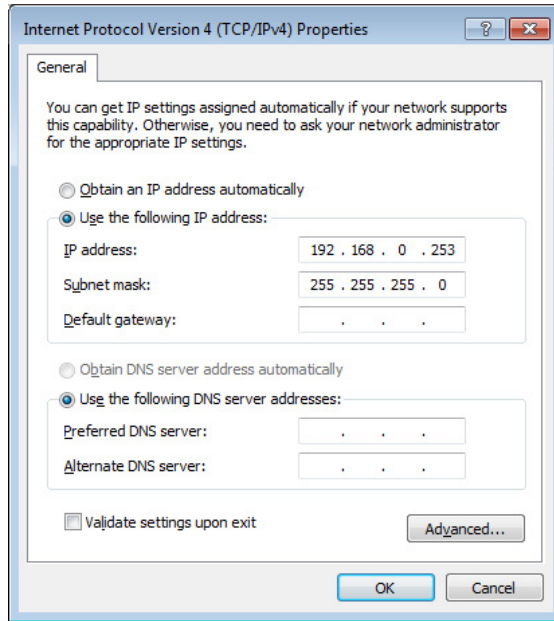 Internet Protocol Version 4 (TCP/IPv4) Properties
General
You can get IP settings assigned automatically if your network supports
this capability. Otherwise, you need to ask your network administrator
for the appropriate IP settings.
Obtain an IP address automatically
Use the following IP address:
IP address: 192 . 168 . 0 . 253
Subnet mask: 255 . 255 . 255 . 0
Default gateway: . . .
Obtain DNS server address automatically
Use the following DNS server addresses:
Preferred DNS server: . . .
Alternate DNS server: . . .
Validate settings upon exit
Advanced...
OK Cancel